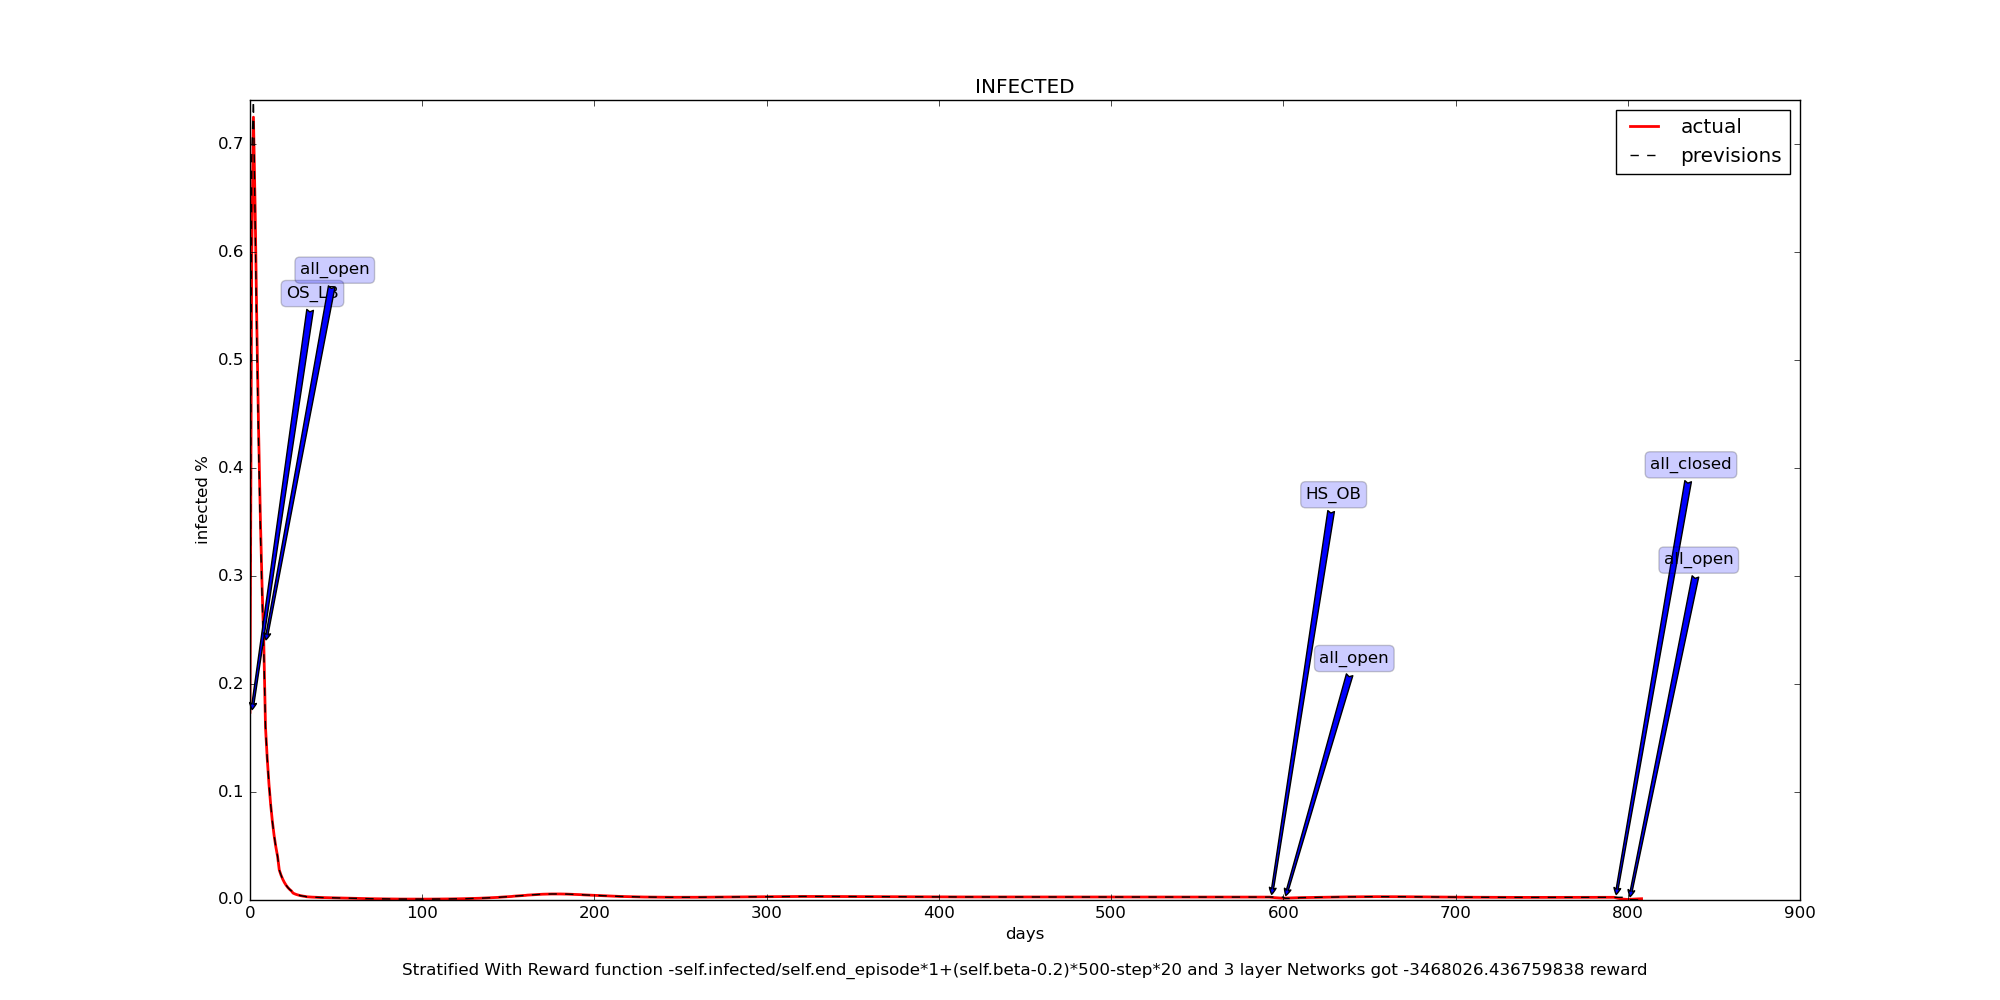 INFECTED
actual
previsions
0.7
0.6
0.5
0.4
0.3
0.2
0.1
0.0
infected %
all_open
OS_LB
HS_OB
all_open
all_closed
all_open
0 100 200 300 400 500 600 700 800 900
days
Stratified With Reward function -self.infected/self.end_episode*1+(self.beta-0.2)*500-step*20 and 3 layer Networks got -3468026.436759838 reward